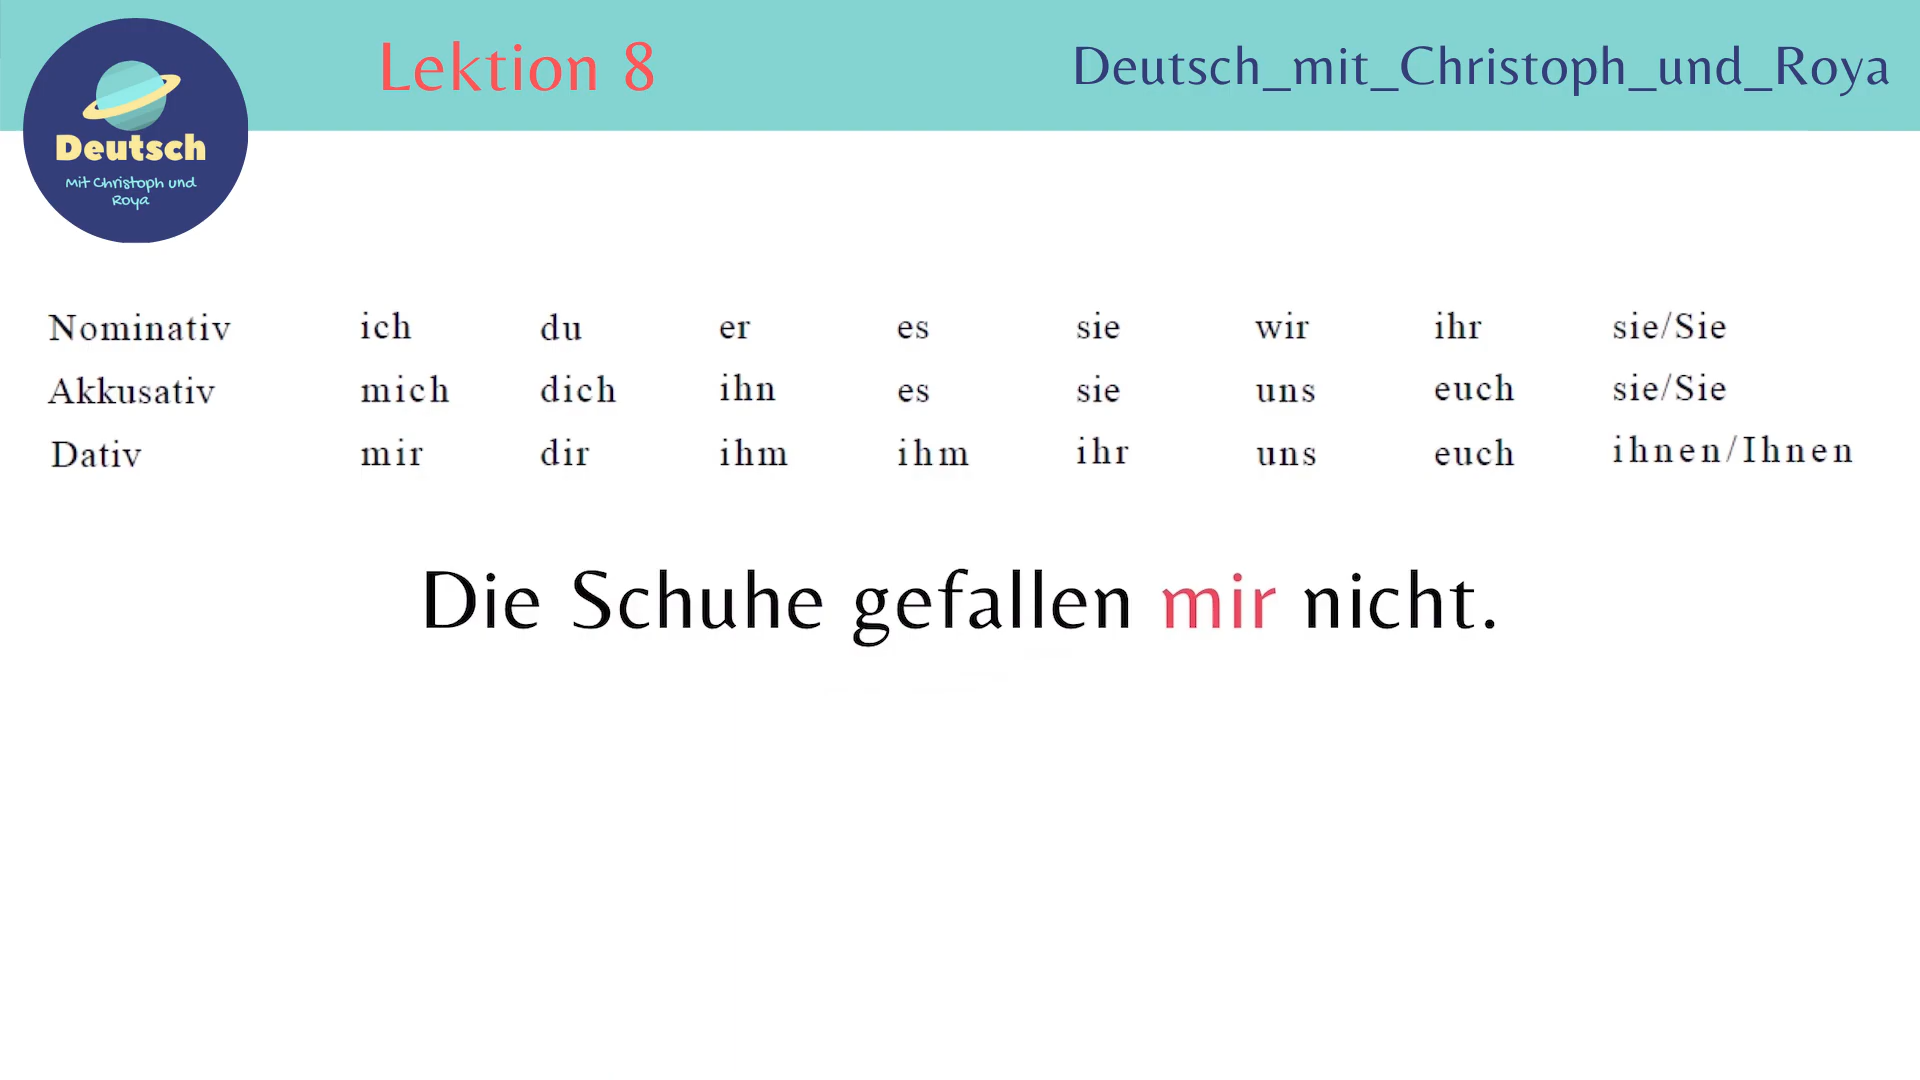 Lektion 8
Deutsch_mit_Christoph_und_Roya
Deutsch
Mit Christoph und
Roya
Nominativ ich du er es sie wir ihr sie/Sie
Akkusativ mich dich ihn es sie uns euch sie/Sie
Dativ mir dir ihm ihm ihr uns euch ihnen/Ihnen
Die Schuhe gefallen mir nicht.